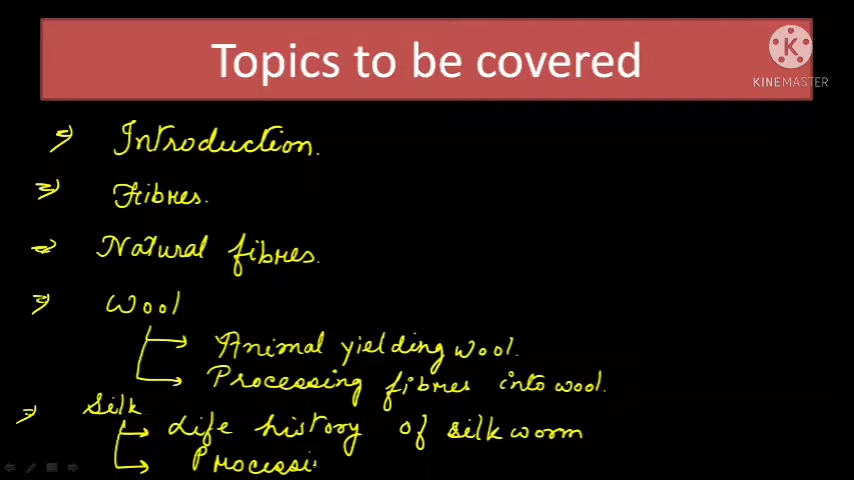 Topics to be covered
K
KINEMASTER
Introduction.
Fibres.
Natural fibres.
Wool
Animal yielding wool.
Processing fibres into wool.
Silk
Life history of silkworm
Processi